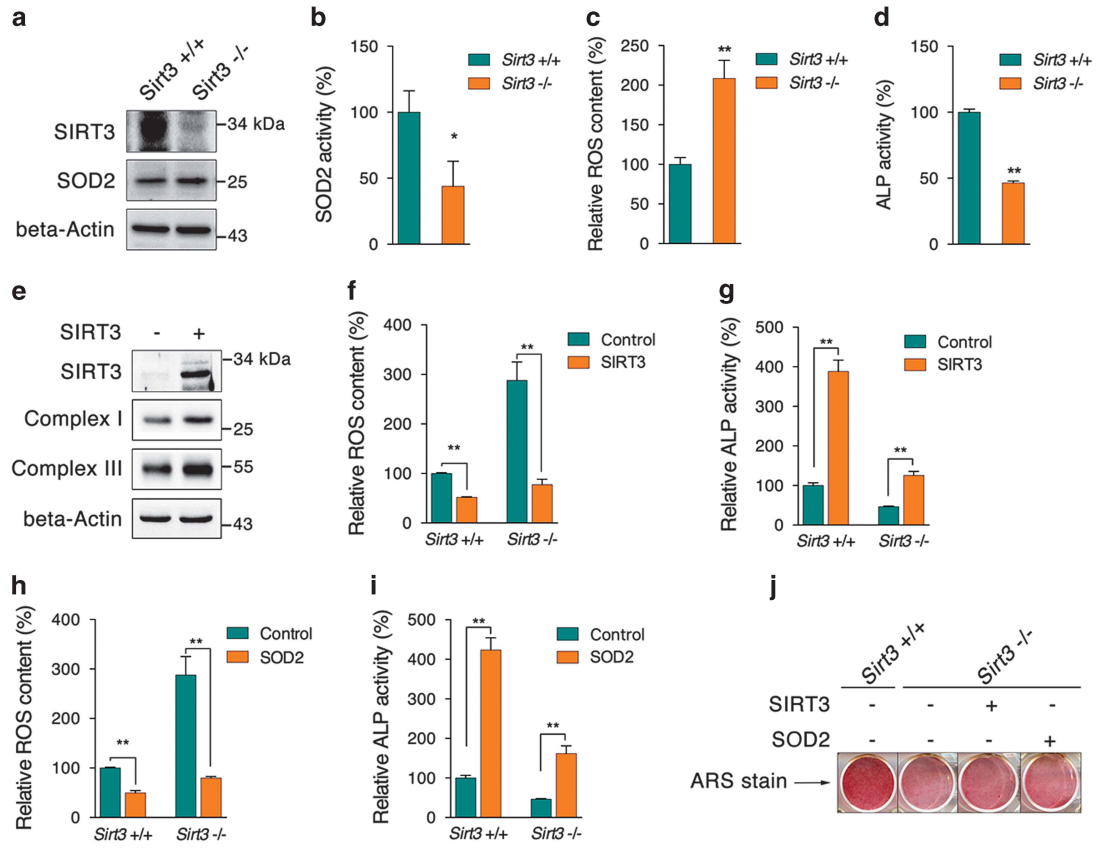 a
Sirt3 +/+
Sirt3 -/-
SIRT3
34 kDa
SOD2
25
beta-Actin
43
b
SOD2 activity (%)
150
100
50
0
Sirt3 +/+
Sirt3 -/-
*
c
Relative ROS content (%)
250
200
150
100
50
0
**
Sirt3 +/+
Sirt3 -/-
d
ALP activity (%)
150
100
50
0
Sirt3 +/+
Sirt3 -/-
**
e
SIRT3 - +
SIRT3
34 kDa
Complex I
25
Complex III
55
beta-Actin
43
f
Relative ROS content (%)
400
300
200
100
50
0
**
**
Control
SIRT3
Sirt3 +/+ Sirt3 -/-
g
Relative ALP activity (%)
500
400
300
200
100
0
**
**
Control
SIRT3
Sirt3 +/+ Sirt3 -/-
h
Relative ROS content (%)
400
300
200
100
0
**
**
Control
SOD2
Sirt3 +/+ Sirt3 -/-
i
Relative ALP activity (%)
500
400
300
200
100
0
**
**
Control
SOD2
Sirt3 +/+ Sirt3 -/-
j
Sirt3 +/+
Sirt3 -/-
SIRT3 - - + -
SOD2 - - - +
ARS stain